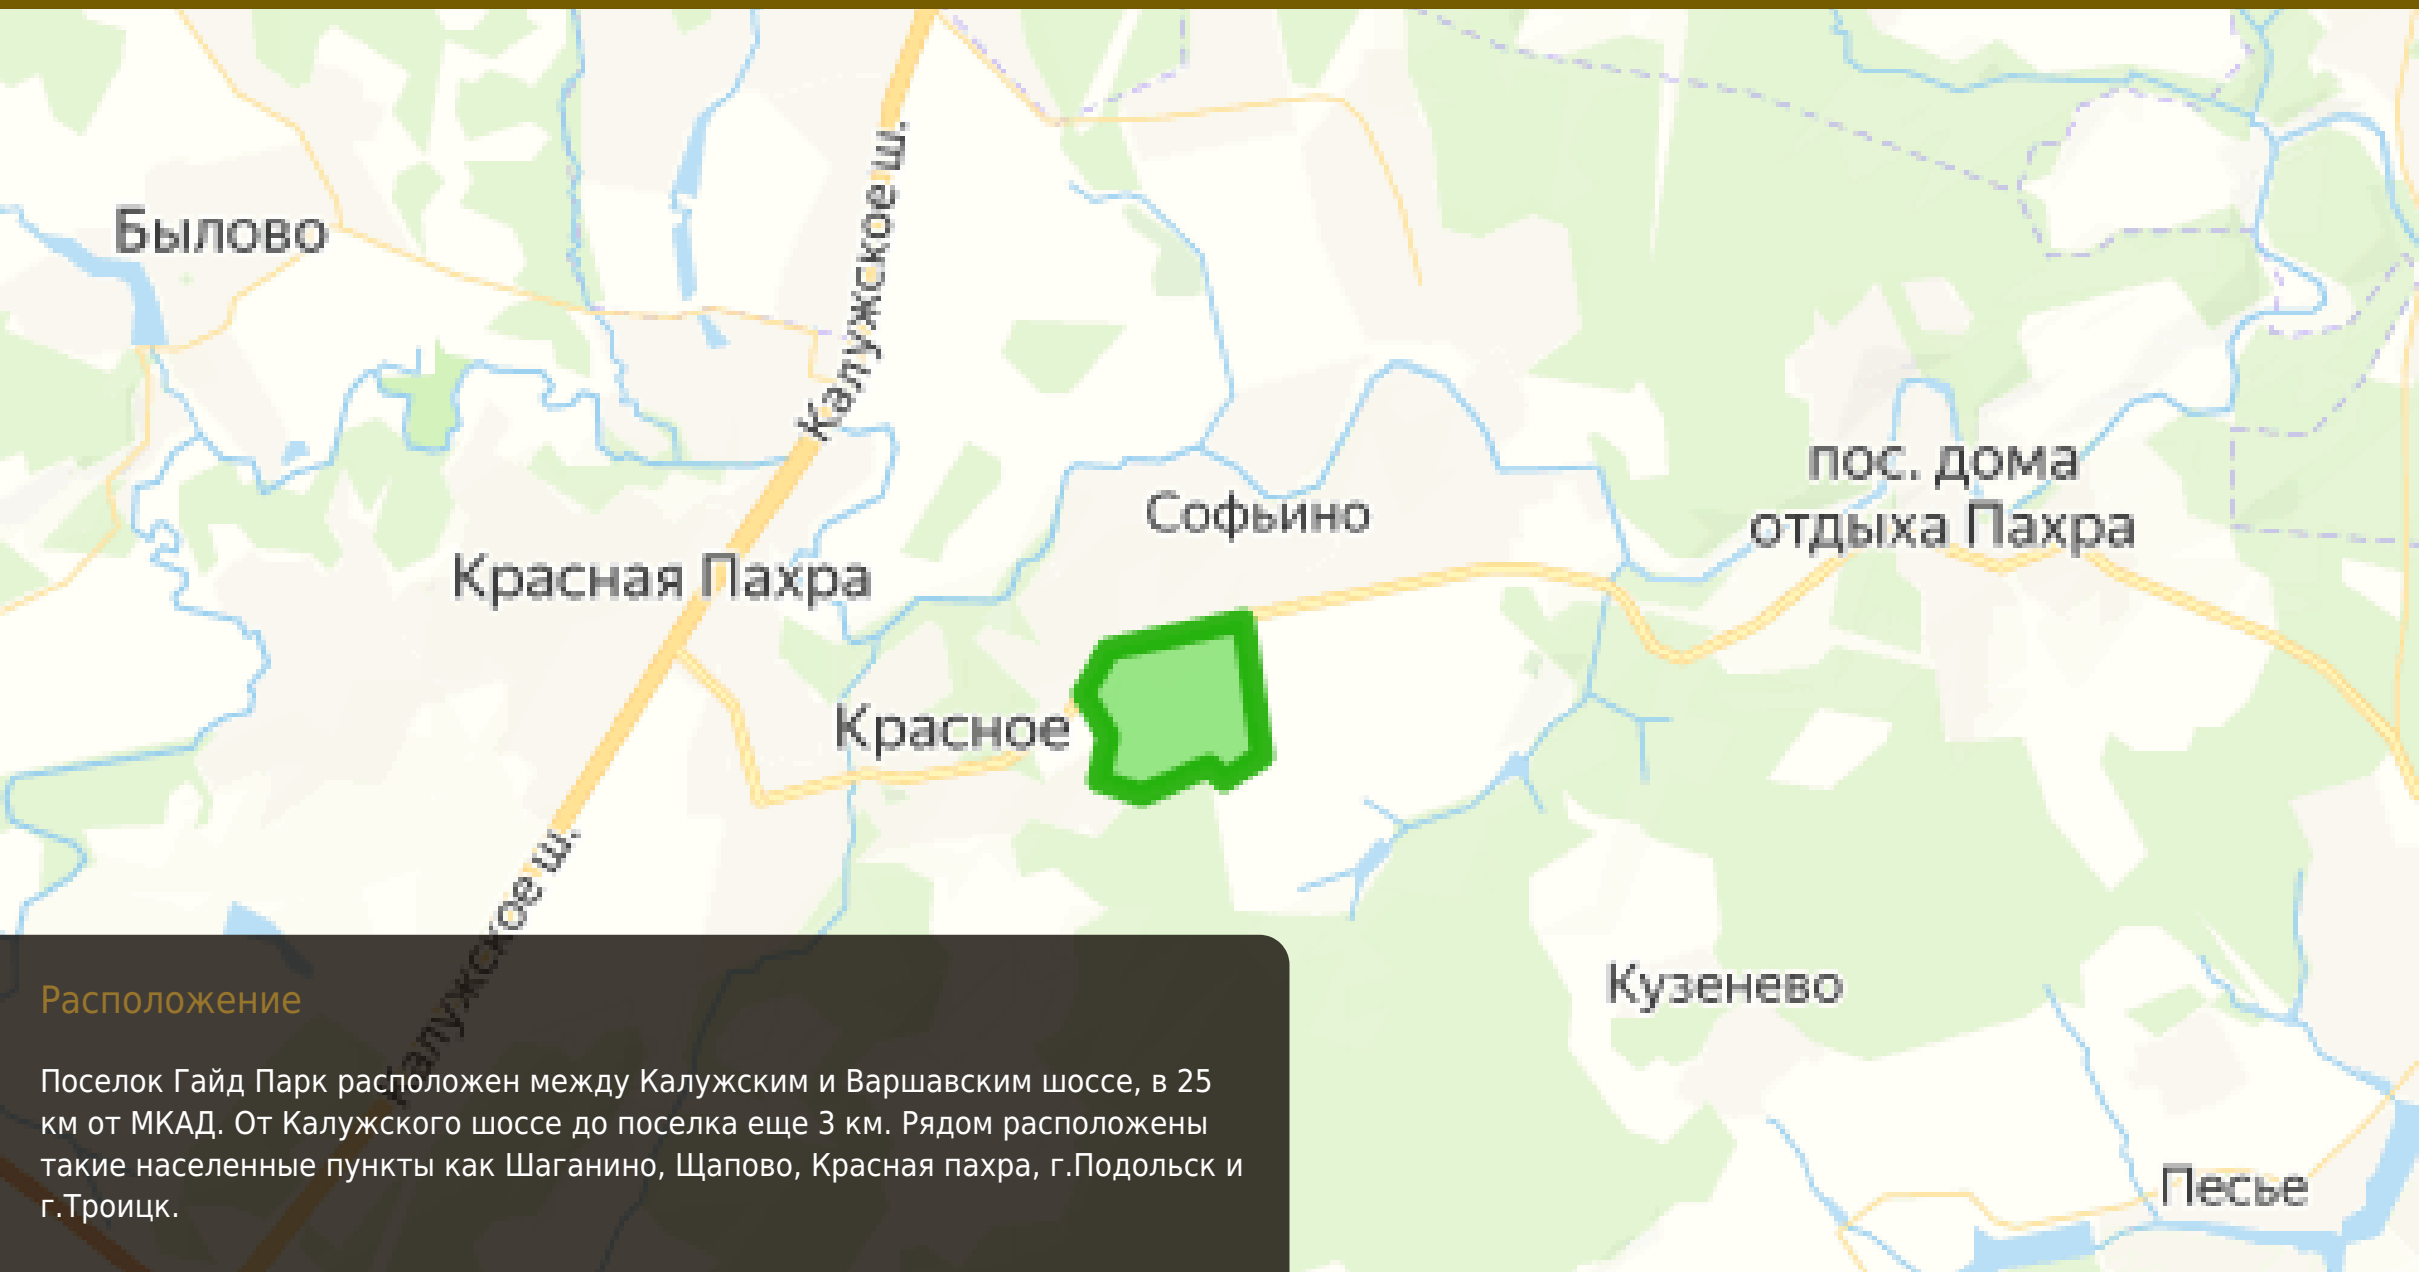 Калужское ш.
Былово
пос. дома
отдыха Пахра
Софьино
Красная Пахра
Красное
Калужское ш.
Кузенево
Песье
Расположение
Поселок Гайд Парк расположен между Калужским и Варшавским шоссе, в 25
км от МКАД. От Калужского шоссе до поселка еще 3 км. Рядом расположены
такие населенные пункты как Шаганино, Щапово, Красная пахра, г.Подольск и
г.Троицк.